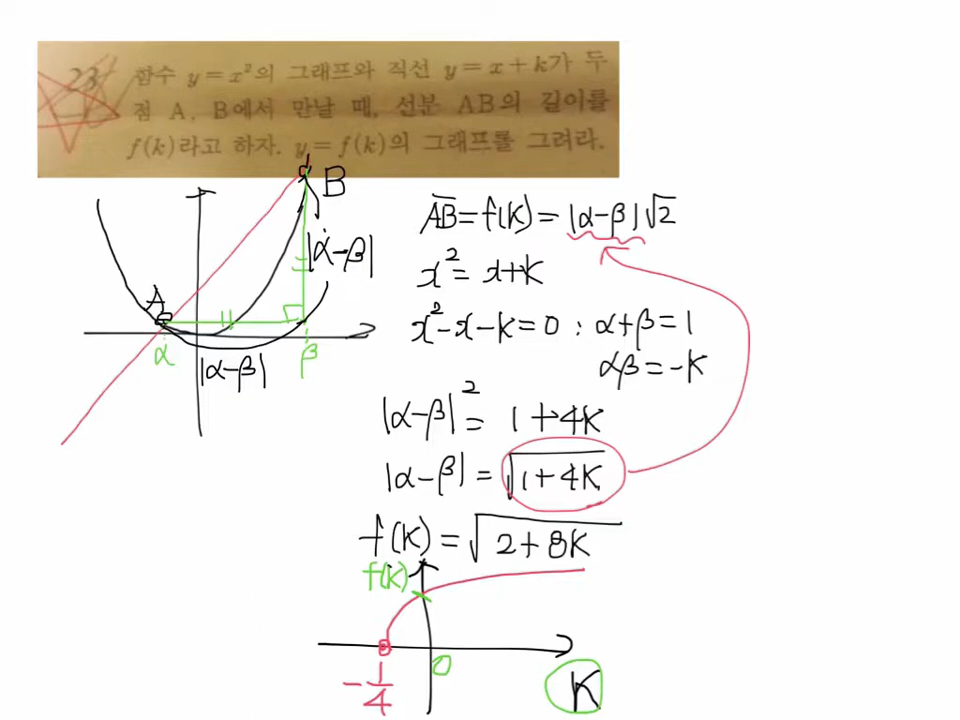 23. 함수 y = x²의 그래프와 직선 y = x + k가 두
점 A, B에서 만날 때, 선분 AB의 길이를
f(k)라고 하자. y = f(k)의 그래프를 그려라.
B
|α-β|
A
α
β
|α-β|
AB = f(K) = |α-β|√2
x² = x+K
x²-x-K=0 : α+β=1
αβ=-K
|α-β|² = 1+4K
|α-β| = √1+4K
f(K) = √2+8K
f(K)
0
-1/4
K